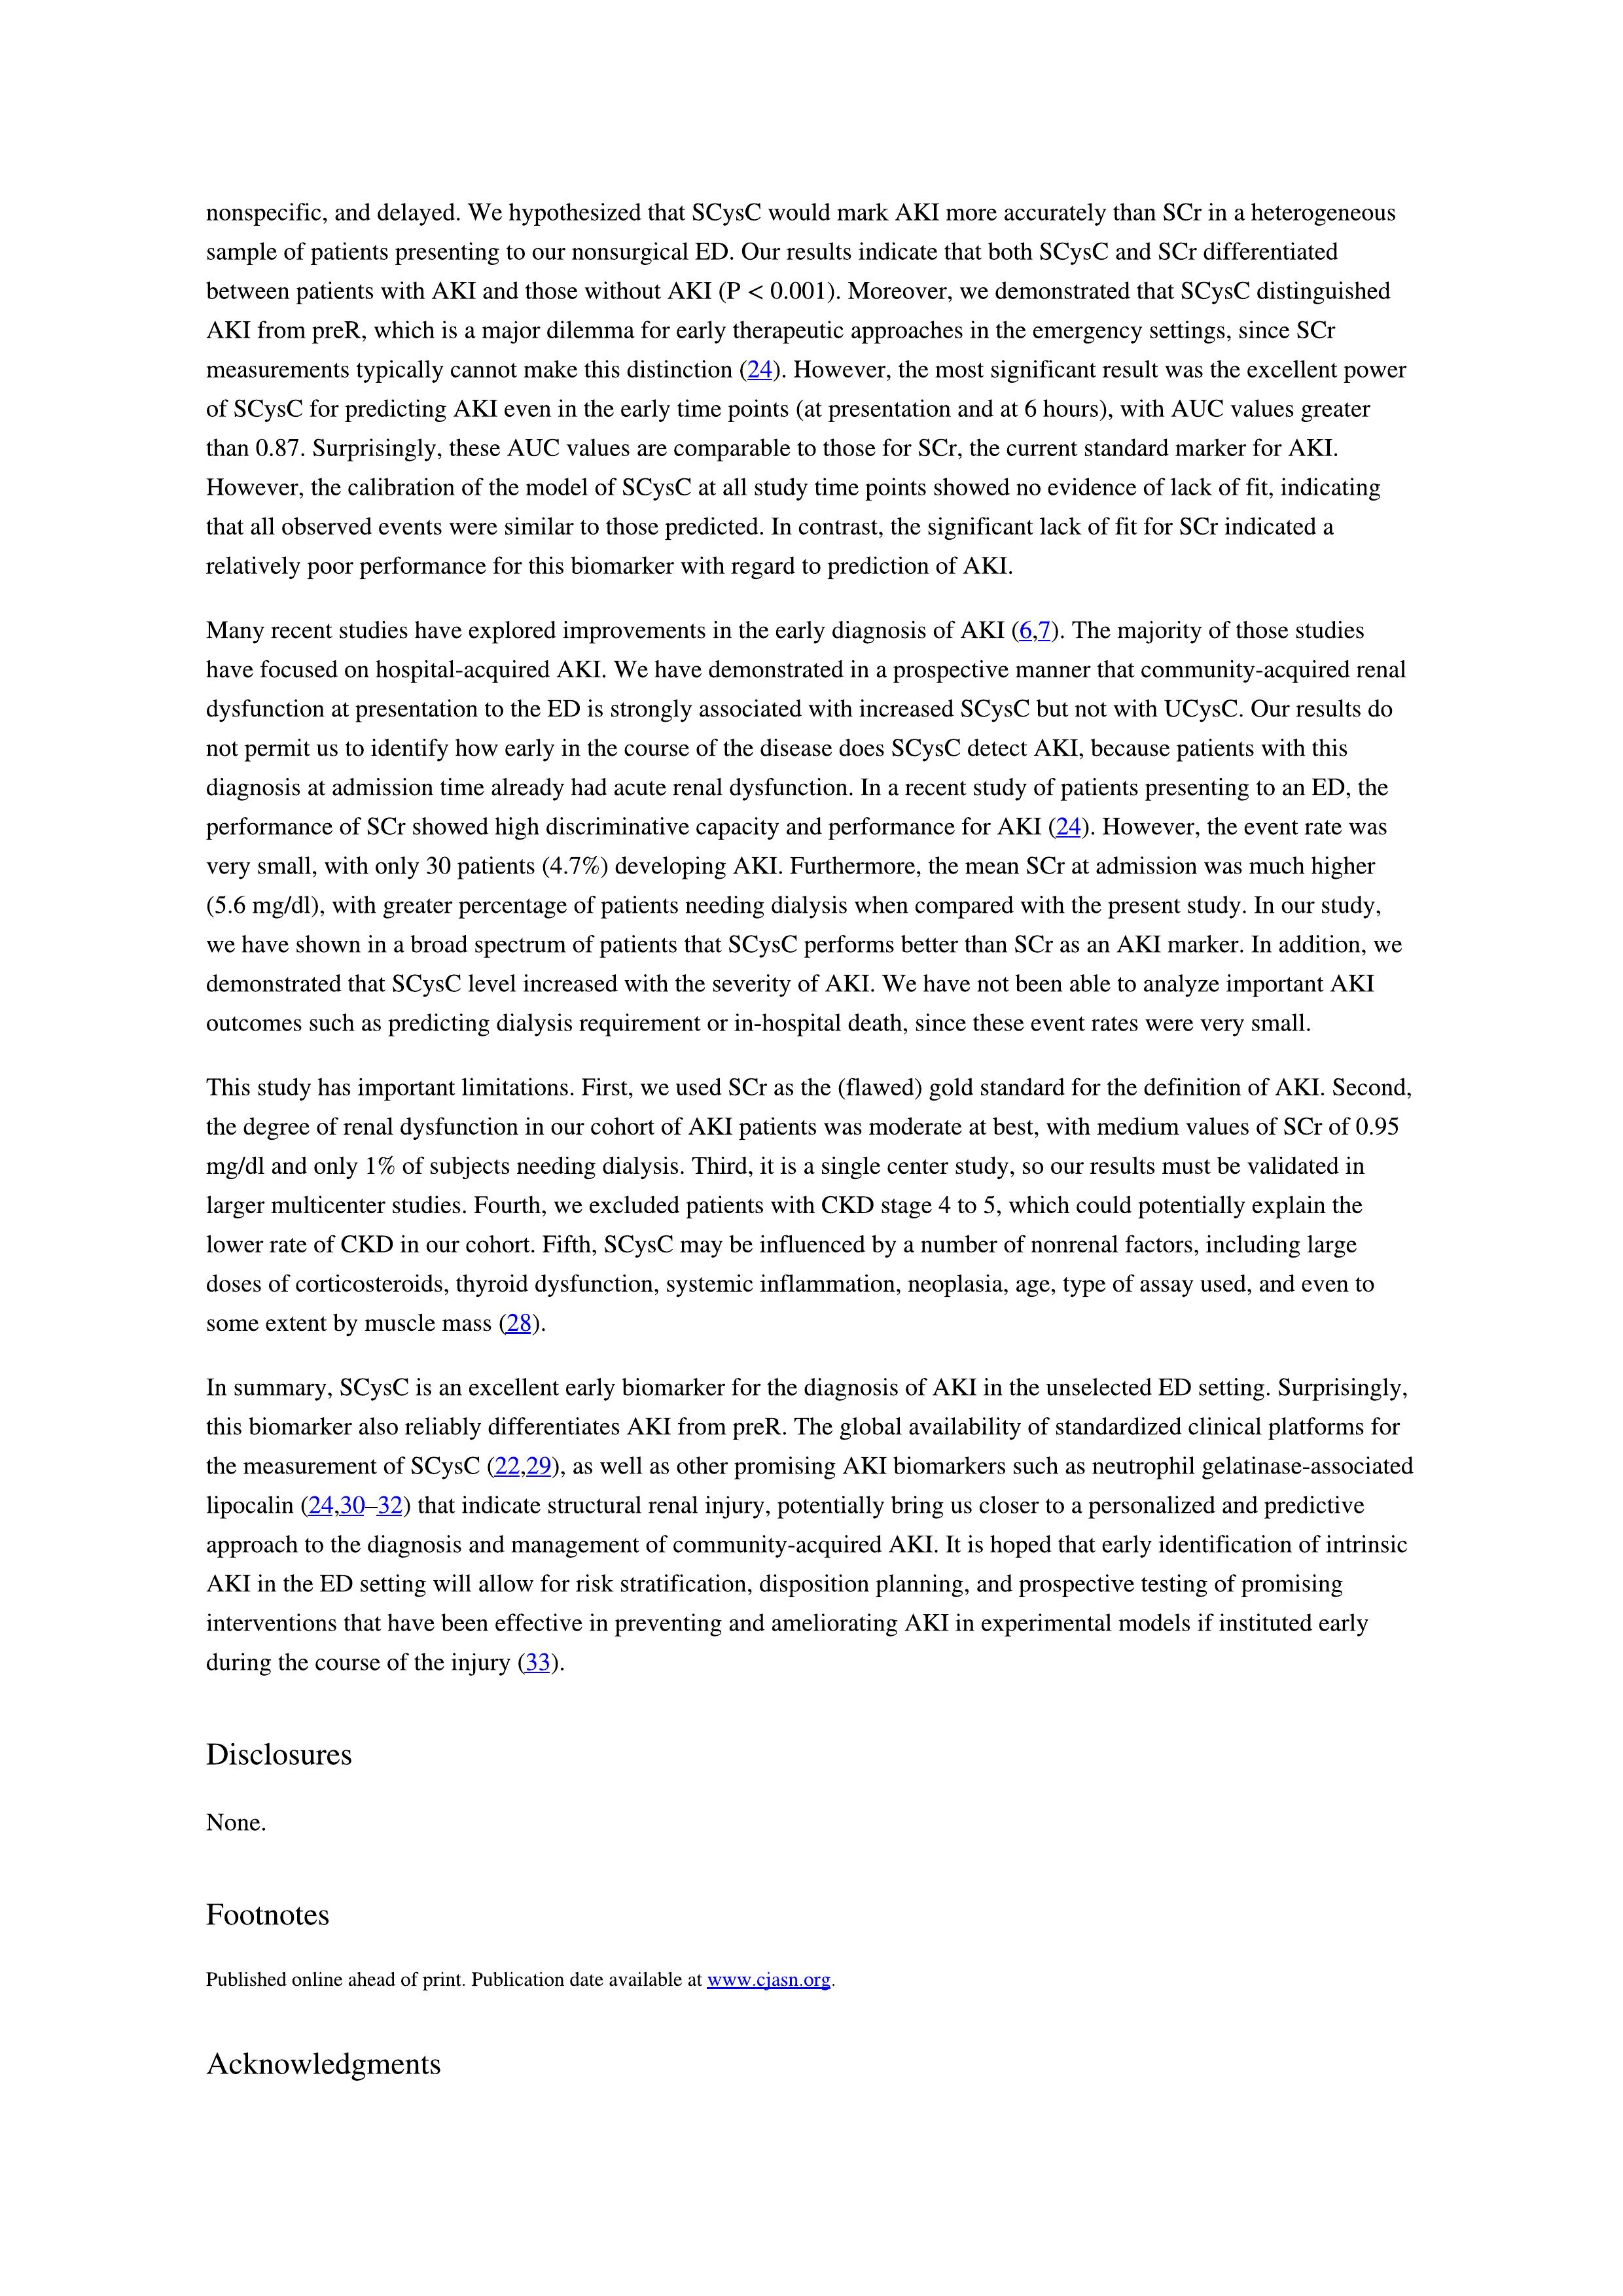 nonspecific, and delayed. We hypothesized that SCysC would mark AKI more accurately than SCr in a heterogeneous
sample of patients presenting to our nonsurgical ED. Our results indicate that both SCysC and SCr differentiated
between patients with AKI and those without AKI (P < 0.001). Moreover, we demonstrated that SCysC distinguished
AKI from preR, which is a major dilemma for early therapeutic approaches in the emergency settings, since SCr
measurements typically cannot make this distinction (24). However, the most significant result was the excellent power
of SCysC for predicting AKI even in the early time points (at presentation and at 6 hours), with AUC values greater
than 0.87. Surprisingly, these AUC values are comparable to those for SCr, the current standard marker for AKI.
However, the calibration of the model of SCysC at all study time points showed no evidence of lack of fit, indicating
that all observed events were similar to those predicted. In contrast, the significant lack of fit for SCr indicated a
relatively poor performance for this biomarker with regard to prediction of AKI.
Many recent studies have explored improvements in the early diagnosis of AKI (6,7). The majority of those studies
have focused on hospital-acquired AKI. We have demonstrated in a prospective manner that community-acquired renal
dysfunction at presentation to the ED is strongly associated with increased SCysC but not with UCysC. Our results do
not permit us to identify how early in the course of the disease does SCysC detect AKI, because patients with this
diagnosis at admission time already had acute renal dysfunction. In a recent study of patients presenting to an ED, the
performance of SCr showed high discriminative capacity and performance for AKI (24). However, the event rate was
very small, with only 30 patients (4.7%) developing AKI. Furthermore, the mean SCr at admission was much higher
(5.6 mg/dl), with greater percentage of patients needing dialysis when compared with the present study. In our study,
we have shown in a broad spectrum of patients that SCysC performs better than SCr as an AKI marker. In addition, we
demonstrated that SCysC level increased with the severity of AKI. We have not been able to analyze important AKI
outcomes such as predicting dialysis requirement or in-hospital death, since these event rates were very small.
This study has important limitations. First, we used SCr as the (flawed) gold standard for the definition of AKI. Second,
the degree of renal dysfunction in our cohort of AKI patients was moderate at best, with medium values of SCr of 0.95
mg/dl and only 1% of subjects needing dialysis. Third, it is a single center study, so our results must be validated in
larger multicenter studies. Fourth, we excluded patients with CKD stage 4 to 5, which could potentially explain the
lower rate of CKD in our cohort. Fifth, SCysC may be influenced by a number of nonrenal factors, including large
doses of corticosteroids, thyroid dysfunction, systemic inflammation, neoplasia, age, type of assay used, and even to
some extent by muscle mass (28).
In summary, SCysC is an excellent early biomarker for the diagnosis of AKI in the unselected ED setting. Surprisingly,
this biomarker also reliably differentiates AKI from preR. The global availability of standardized clinical platforms for
the measurement of SCysC (22,29), as well as other promising AKI biomarkers such as neutrophil gelatinase-associated
lipocalin (24,30–32) that indicate structural renal injury, potentially bring us closer to a personalized and predictive
approach to the diagnosis and management of community-acquired AKI. It is hoped that early identification of intrinsic
AKI in the ED setting will allow for risk stratification, disposition planning, and prospective testing of promising
interventions that have been effective in preventing and ameliorating AKI in experimental models if instituted early
during the course of the injury (33).
Disclosures
None.
Footnotes
Published online ahead of print. Publication date available at www.cjasn.org.
Acknowledgments